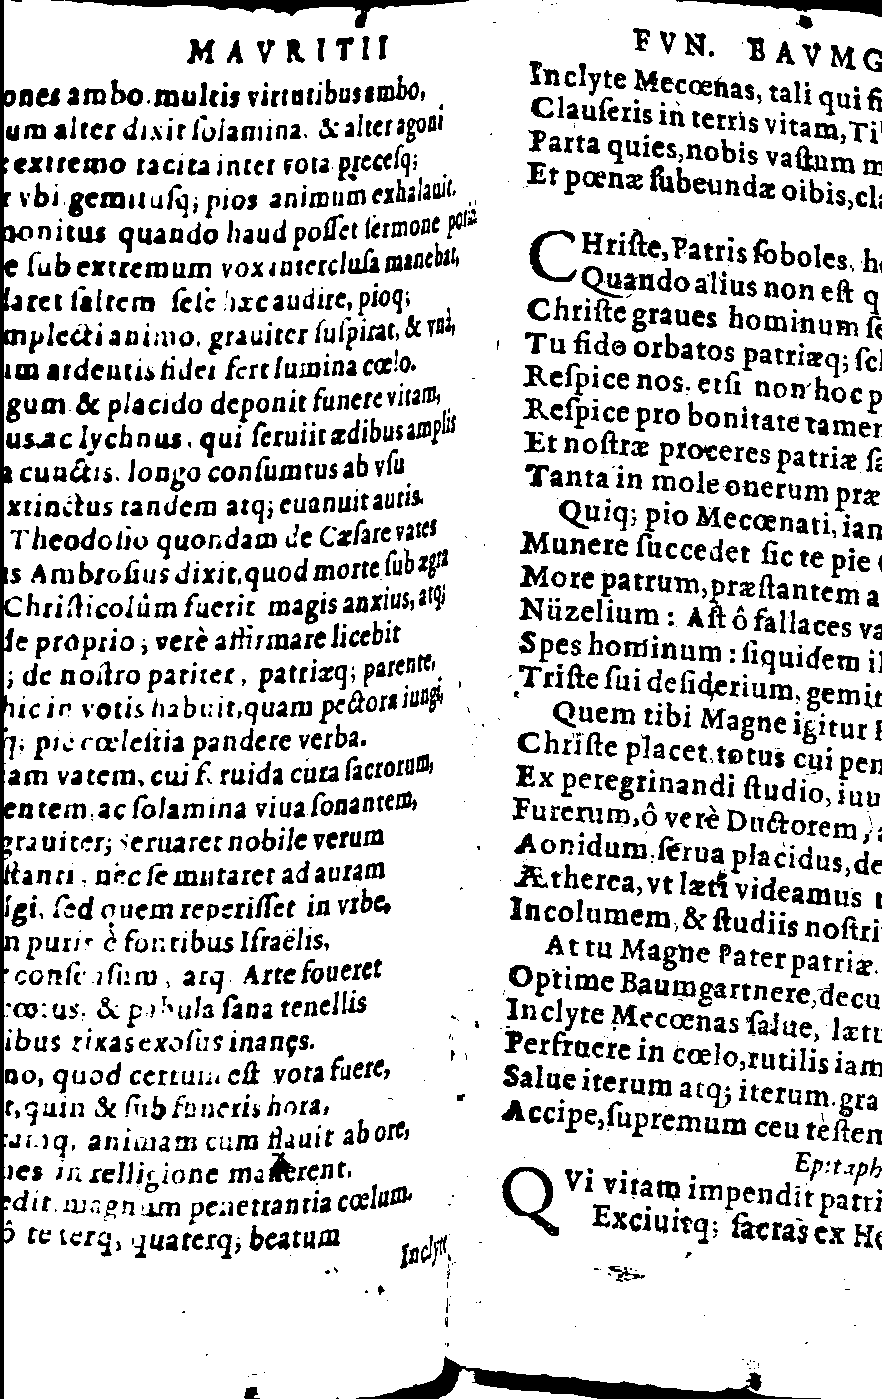 MAVRITII
ones ambo. multis virtutibus ambo,
um alter dixit ſolamina, & alter agoni
extremo tacita inter vota preceſq;
vbi gemituſq; pios animum exhalauit.
monitus quando haud poſſet ſermone
e ſub extremum vox intercluſa manebat,
daret ſaltem ſeſe hæc audire, pioq;
mplecti animo, grauiter ſuſpirat, & vnà,
um ardentis fidei fert lumina cœlo.
gum & placido deponit funere vitam,
us ac lychnus, qui ſeruiit ædibus amplis
a cunctis, longo conſumtus ab vſu
xtinctus tandem atq; euanuit auris.
Theodoſio quondam de Cæſare vates
is Ambroſius dixit, quod morte ſub ægra
Chriſticolûm fuerit magis anxius, atq;
de proprio; verè affirmare licebit
; de noſtro pariter, patriæq; parente,
hic in votis habuit, quam pectora iungi,
q; pie cœleſtia pandere verba.
tam vatem, cui ſ. ruida cura ſacrorum,
entem, ac ſolamina viua ſonantem,
grauiter; ſeruaret nobile verum
ſtanti, nec ſe mutaret ad auram
igi, ſed quem reperiſſet in vrbe,
n puris è fontibus Iſraëlis,
conſenſum, atq. Arte foueret
cœtus, & pabula ſana tenellis
ibus rixas exoſus inanes.
no, quod certum eſt vota fuere,
t, quin & ſub funeris hora,
animam cum flauit ab ore,
nes in relligione manerent,
edit magnum penetrantia cœlum.
ô te terq, quaterq; beatum
Inclyte
FVN. BAVMG
Inclyte Mecœnas, tali qui fi
Clauſeris in terris vitam, Ti
Parta quies, nobis vaſtum m
Et pœnæ ſubeundæ oibis, cla
CHriſte, Patris ſoboles, h
Quando alius non eſt q
Chriſte graues hominum ſe
Tu fido orbatos patriæq; ſe
Reſpice nos, etſi non hoc p
Reſpice pro bonitate tamen
Et noſtræ proceres patriæ ſa
Tanta in mole onerum præ
Quiq; pio Mecœnati, iam
Munere ſuccedet ſic te pie
More patrum, præſtantem a
Nüzelium: Aſt ô fallaces va
Spes hominum: ſiquidem il
Triſte ſui deſiderium, gemit
Quem tibi Magne igitur
Chriſte placet, totus cui pen
Ex peregrinandi ſtudio, iuu
Furerum, ô verè Ductorem, a
Aonidum, ſerua placidus, de
Ætherea, vt læti videamus
Incolumem, & ſtudiis noſtri
At tu Magne Pater patriæ.
Optime Baumgartnere, decu
Inclyte Mecœnas ſalue, lætu
Perfruere in cœlo, rutilis iam
Salue iterum atq; iterum. gra
Accipe, ſupremum ceu teſtem
Epitaph
QVi vitam impendit patri
Exciuitq; ſacras ex He